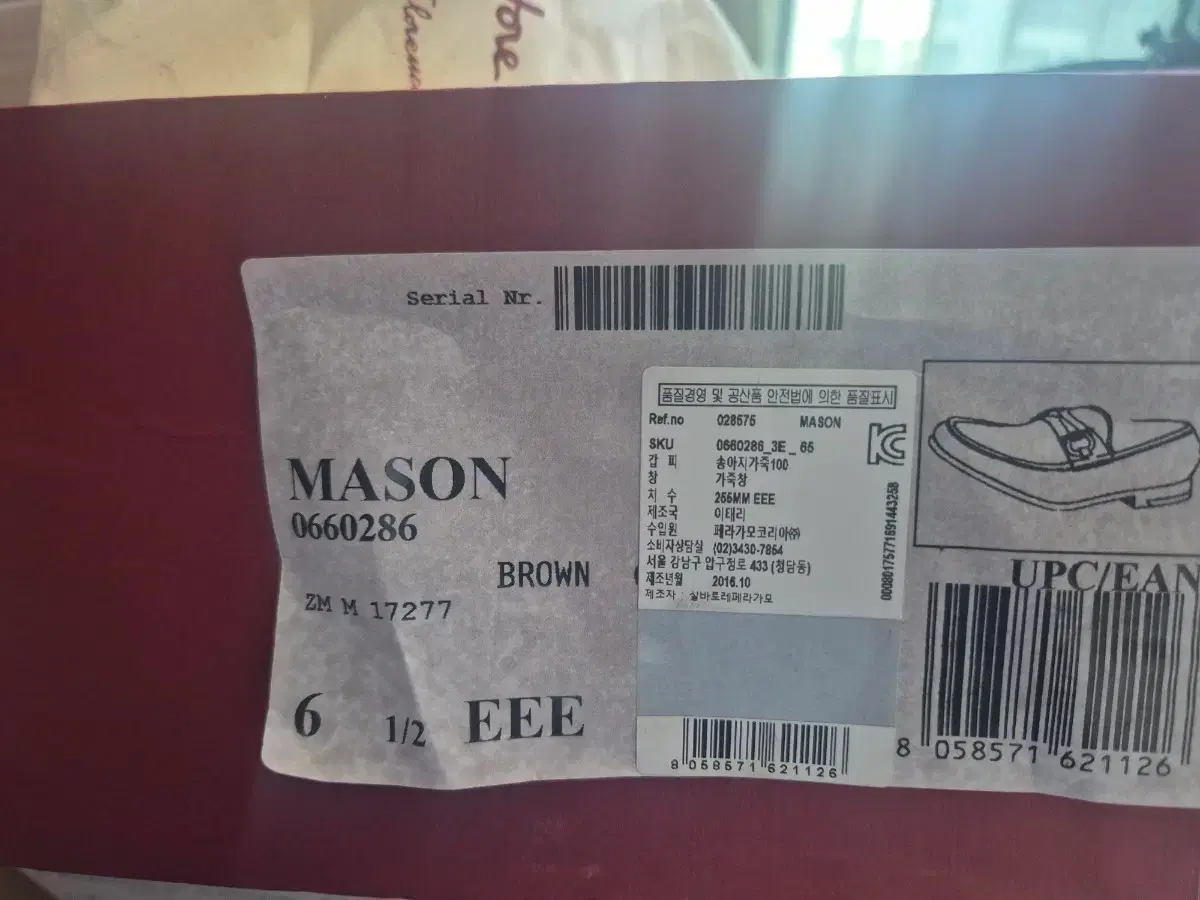 tore
Serial Nr.
MASON
0660286
BROWN
ZM M 17277
6 1/2 EEE
품질경영 및 공산품 안전법에 의한 품질표시
Ref.no 028575 MASON
SKU 0660286_3E_65
갑 피 송아지가죽100
창 가죽창
치 수 255MM EEE
제조국 이태리
수입원 페라가모코리아㈜
소비자상담실 (02)3430-7854
서울 강남구 압구정로 433 (청담동)
제조년월 2016.10
제조자 : 살바토레페라가모
8 058571 621126
UPC/EAN
8 058571 621126